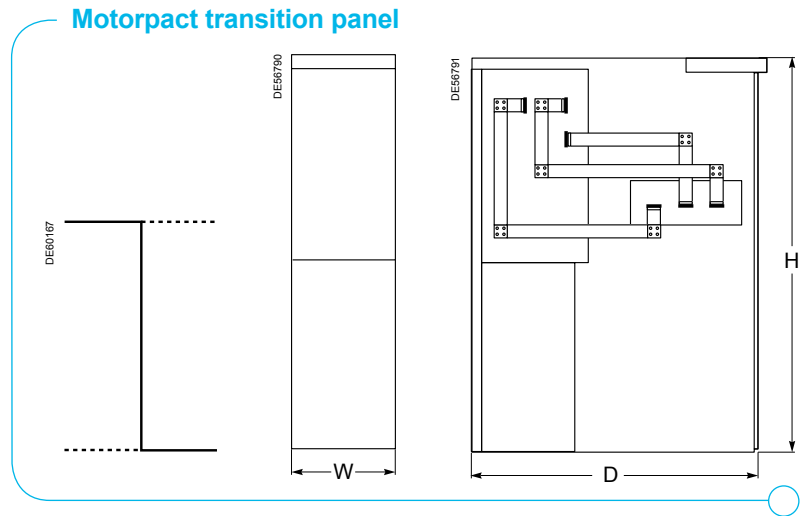 Motorpact transition panel
DE56790
DE56791
DE60167
H
W
D